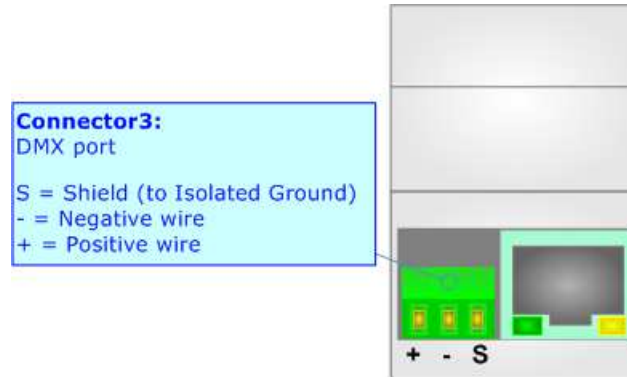 Connector3:
DMX port
S = Shield (to Isolated Ground)
- = Negative wire
+ = Positive wire
+ - S